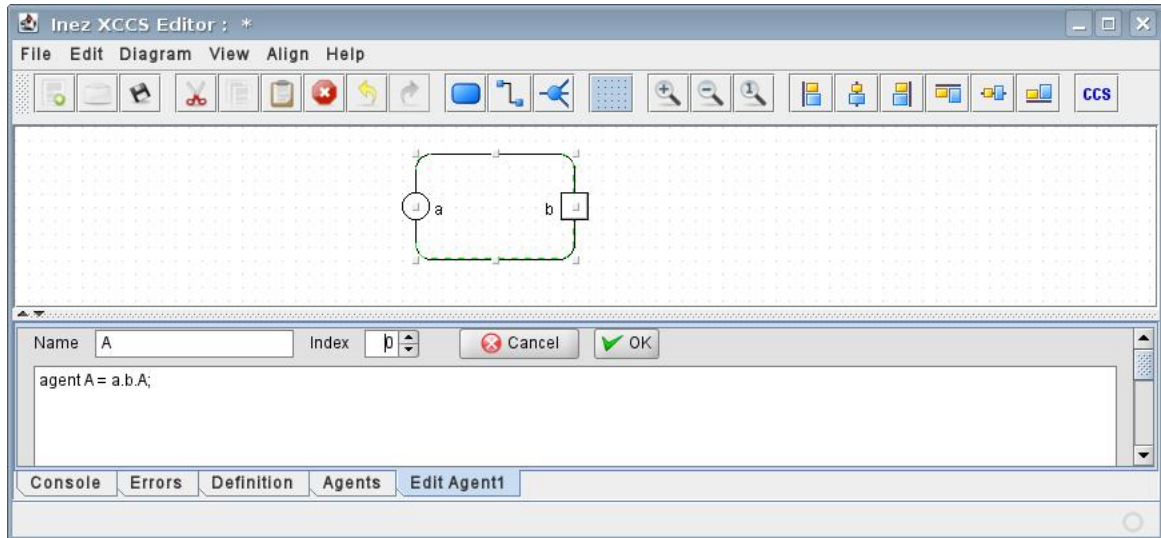 Inez XCCS Editor : *
File Edit Diagram View Align Help
1 CCS
a b
Name A Index 0 Cancel OK
agent A = a.b.A;
Console Errors Definition Agents Edit Agent1